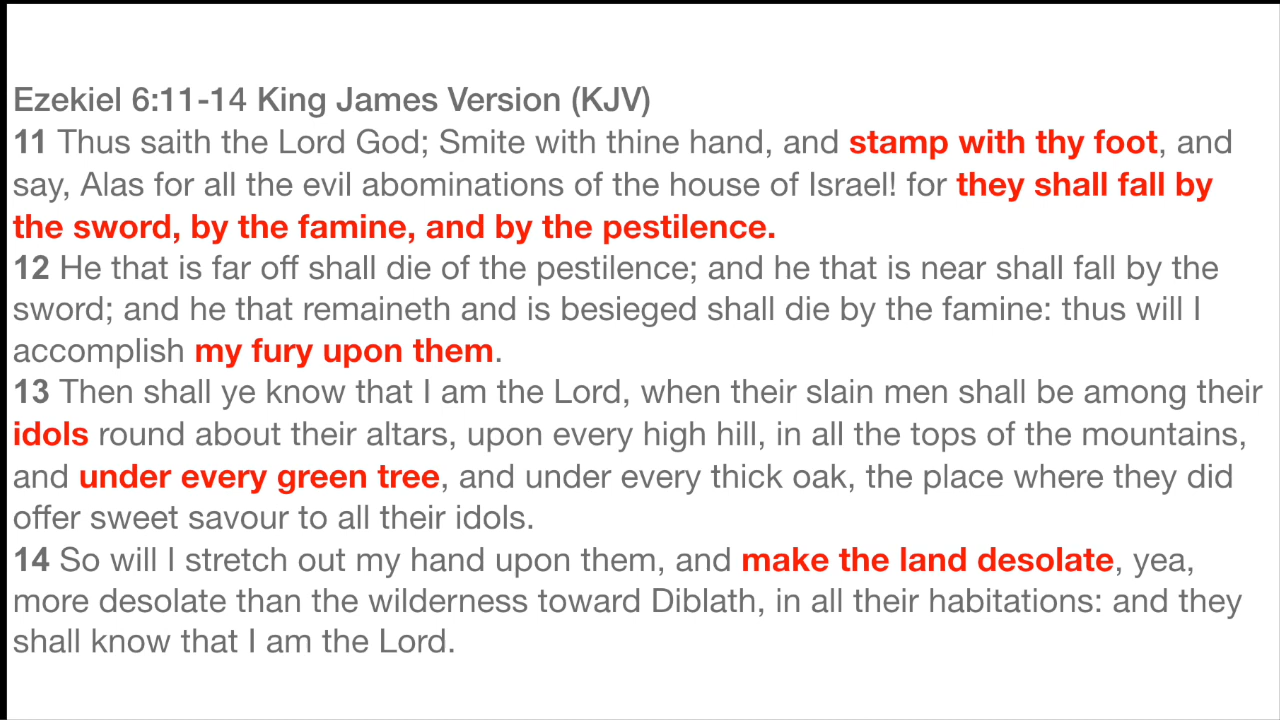 Ezekiel 6:11-14 King James Version (KJV)
11 Thus saith the Lord God; Smite with thine hand, and stamp with thy foot, and
say, Alas for all the evil abominations of the house of Israel! for they shall fall by
the sword, by the famine, and by the pestilence.
12 He that is far off shall die of the pestilence; and he that is near shall fall by the
sword; and he that remaineth and is besieged shall die by the famine: thus will I
accomplish my fury upon them.
13 Then shall ye know that I am the Lord, when their slain men shall be among their
idols round about their altars, upon every high hill, in all the tops of the mountains,
and under every green tree, and under every thick oak, the place where they did
offer sweet savour to all their idols.
14 So will I stretch out my hand upon them, and make the land desolate, yea,
more desolate than the wilderness toward Diblath, in all their habitations: and they
shall know that I am the Lord.